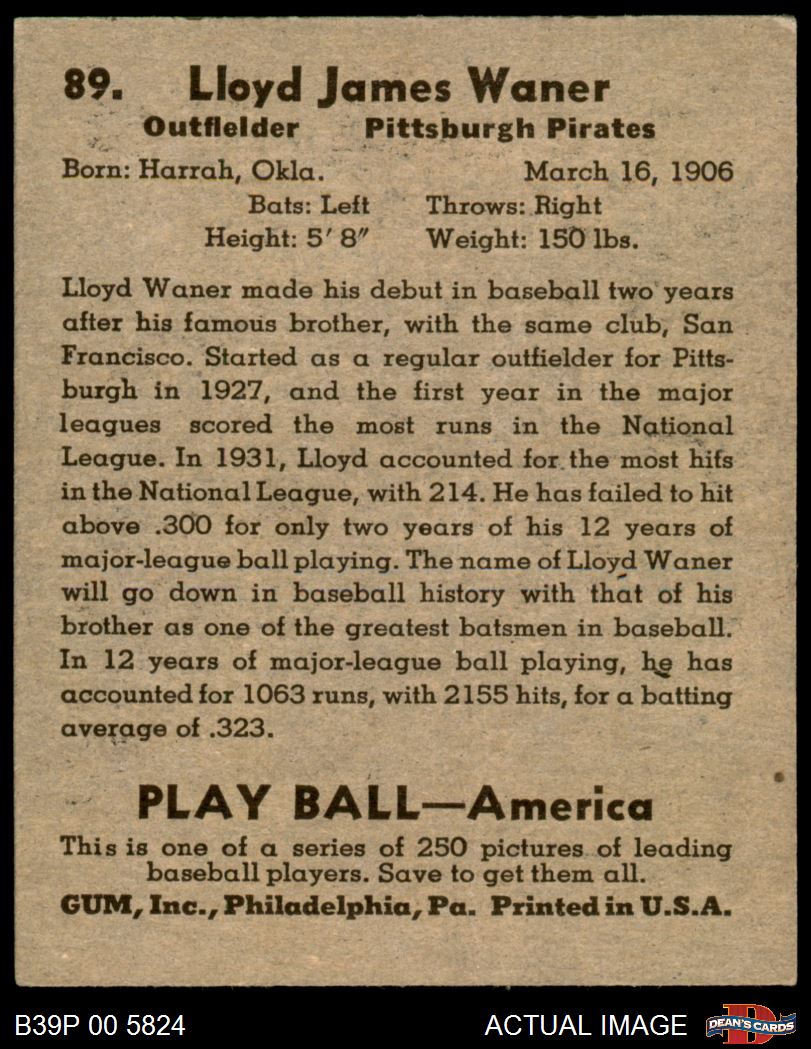 89. Lloyd James Waner
Outfielder Pittsburgh Pirates
Born: Harrah, Okla. March 16, 1906
Bats: Left Throws: Right
Height: 5' 8" Weight: 150 lbs.
Lloyd Waner made his debut in baseball two years
after his famous brother, with the same club, San
Francisco. Started as a regular outfielder for Pitts-
burgh in 1927, and the first year in the major
leagues scored the most runs in the National
League. In 1931, Lloyd accounted for the most hits
in the National League, with 214. He has failed to hit
above .300 for only two years of his 12 years of
major-league ball playing. The name of Lloyd Waner
will go down in baseball history with that of his
brother as one of the greatest batsmen in baseball.
In 12 years of major-league ball playing, he has
accounted for 1063 runs, with 2155 hits, for a batting
average of .323.
PLAY BALL—America
This is one of a series of 250 pictures of leading
baseball players. Save to get them all.
GUM, Inc., Philadelphia, Pa. Printed in U.S.A.
B39P 00 5824 ACTUAL IMAGE D DEAN'S CARDS